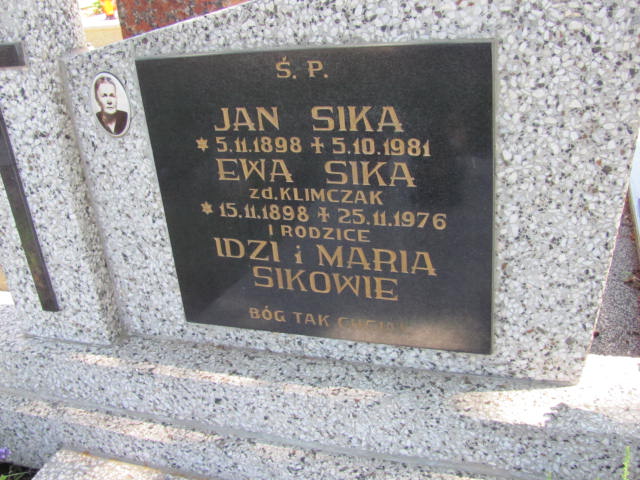 Ś. P.
JAN SIKA
* 5.11.1898 + 5.10.1981
EWA SIKA
zd. KLIMCZAK
* 15.11.1898 + 25.11.1976
I RODZICE
IDZI i MARIA
SIKOWIE
BÓG TAK CHCIAŁ